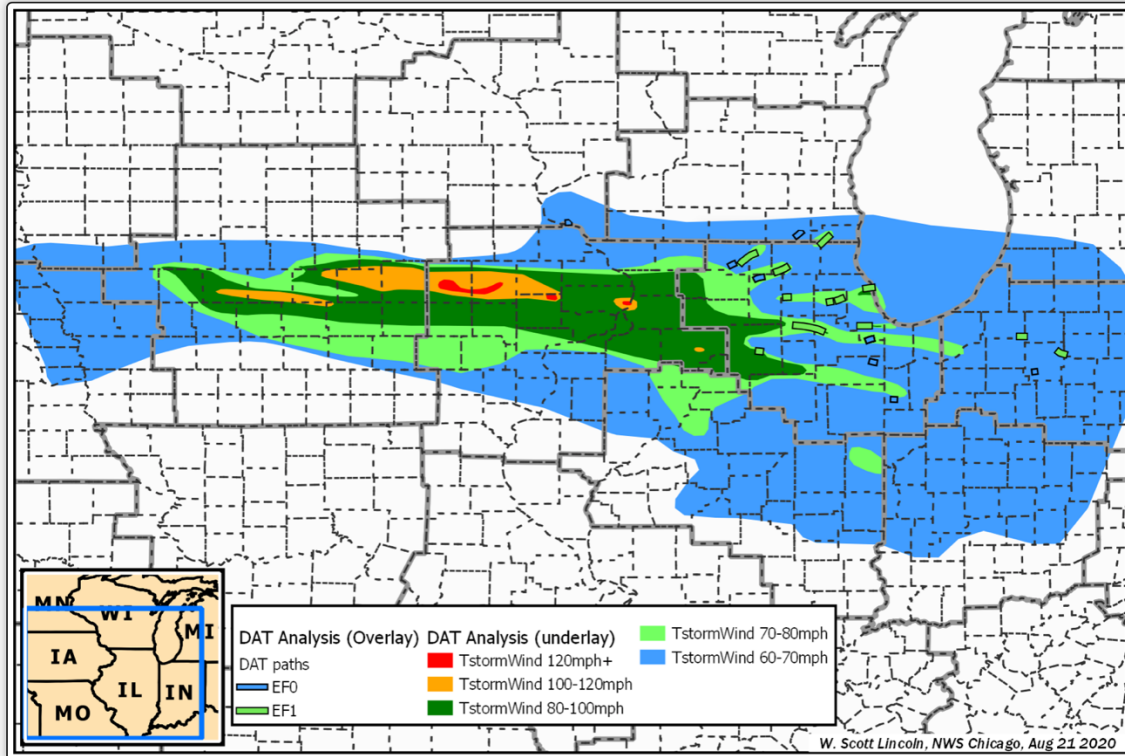 MN
WI
MI
IA
IL
IN
MO
DAT Analysis (Overlay)
DAT paths
EF0
EF1
DAT Analysis (underlay)
TstormWind 120mph+
TstormWind 100-120mph
TstormWind 80-100mph
TstormWind 70-80mph
TstormWind 60-70mph
W. Scott Lincoln, NWS Chicago, Aug 21 2020